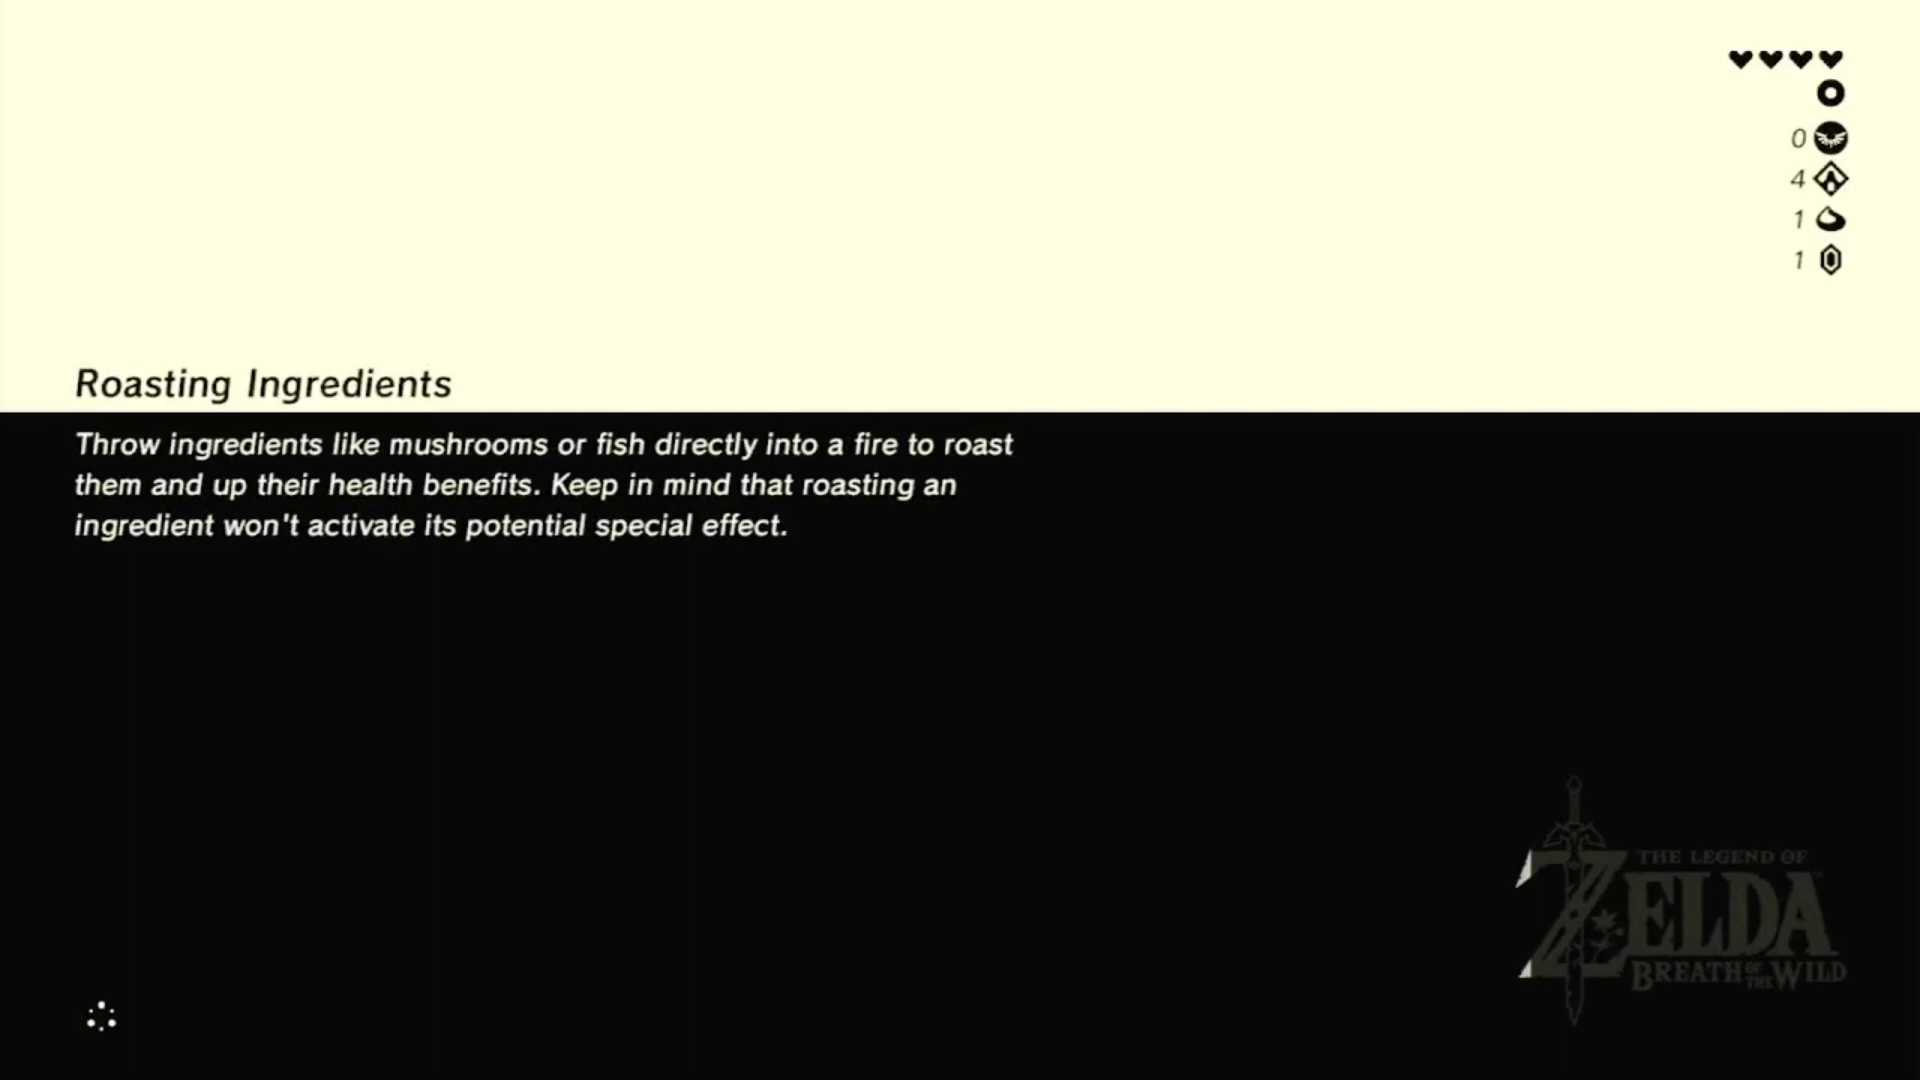 0
4
1
1
Roasting Ingredients
Throw ingredients like mushrooms or fish directly into a fire to roast
them and up their health benefits. Keep in mind that roasting an
ingredient won't activate its potential special effect.
THE LEGEND OF
ZELDA
BREATH OF THE WILD